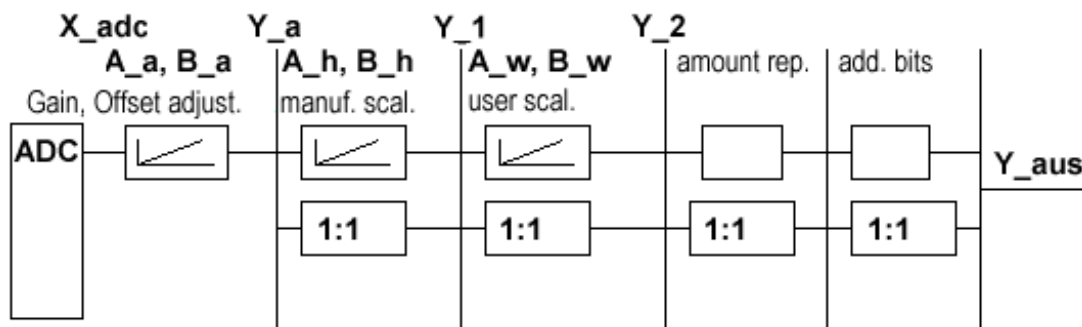 X_adc Y_a Y_1 Y_2
A_a, B_a A_h, B_h A_w, B_w amount rep. add. bits
Gain, Offset adjust. manuf. scal. user scal.
ADC
Y_aus
1:1 1:1 1:1 1:1